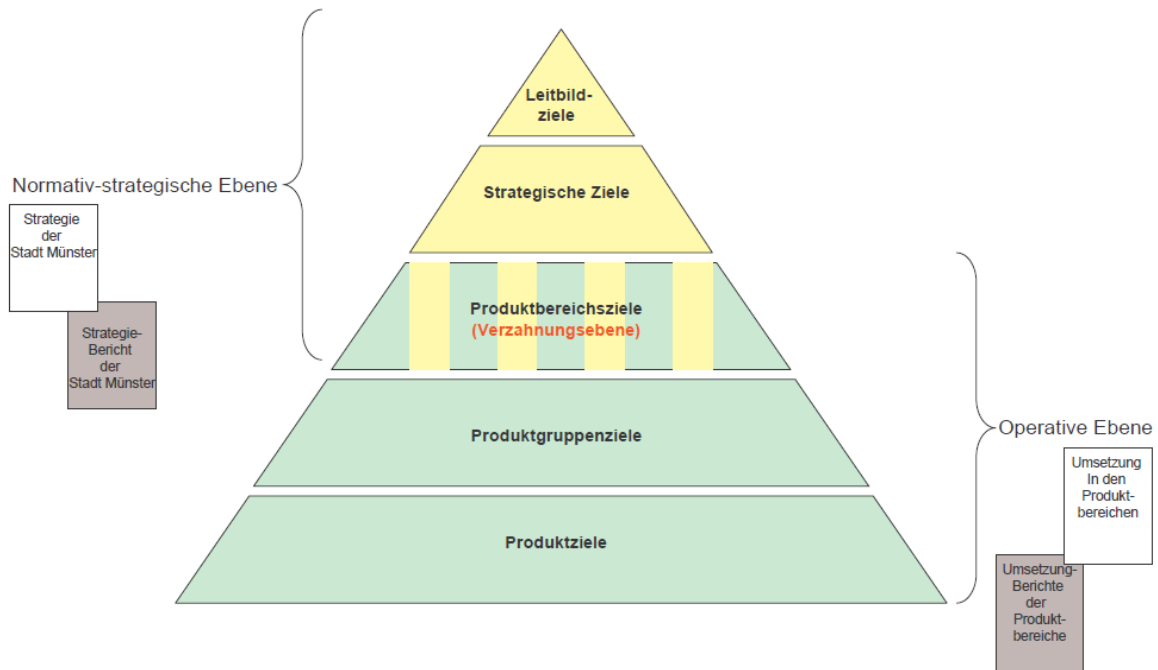 Leitbild-
ziele
Strategische Ziele
Normativ-strategische Ebene
Strategie
der
Stadt Münster
Strategie-
Bericht
der
Stadt Münster
Produktbereichsziele
(Verzahnungsebene)
Produktgruppenziele
Produktziele
Operative Ebene
Umsetzung
In den
Produkt-
bereichen
Umsetzung-
Berichte
der
Produkt-
bereiche